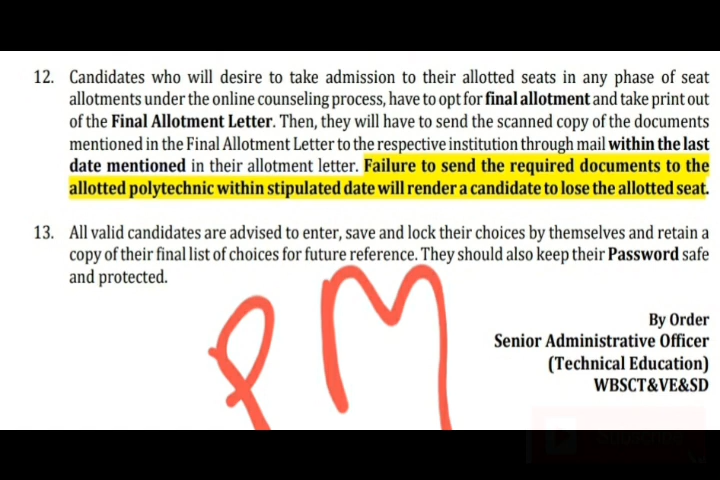 12. Candidates who will desire to take admission to their allotted seats in any phase of seat
allotments under the online counseling process, have to opt for final allotment and take print out
of the Final Allotment Letter. Then, they will have to send the scanned copy of the documents
mentioned in the Final Allotment Letter to the respective institution through mail within the last
date mentioned in their allotment letter. Failure to send the required documents to the
allotted polytechnic within stipulated date will render a candidate to lose the allotted seat.
13. All valid candidates are advised to enter, save and lock their choices by themselves and retain a
copy of their final list of choices for future reference. They should also keep their Password safe
and protected.
PM
By Order
Senior Administrative Officer
(Technical Education)
WBSCT&VE&SD